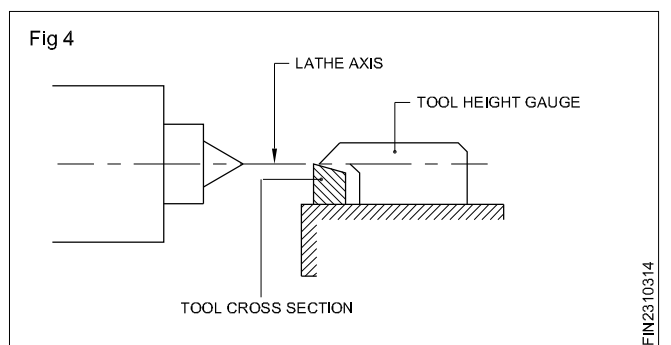 Fig 4
LATHE AXIS
TOOL HEIGHT GAUGE
TOOL CROSS SECTION
FIN2310314